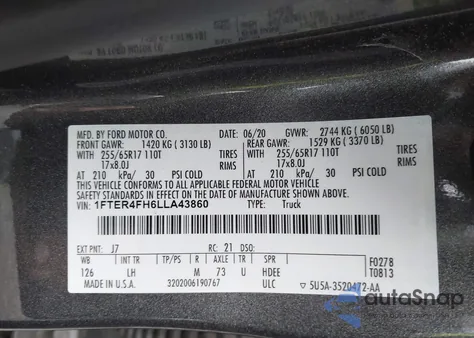 MFD. BY FORD MOTOR CO. 06/20 GVWR: 2744 KG (6050 LB)
FRONT GAWR: 1420 KG (3130 LB) REAR GAWR: 1529 KG (3370 LB)
WITH 255/65R17 110T TIRES WITH 255/65R17 110T TIRES
17x8.0J RIMS 17x8.0J RIMS
AT 210 kPa/ 30 PSI COLD AT 210 kPa/ 30 PSI COLD
THIS VEHICLE CONFORMS TO ALL APPLICABLE FEDERAL MOTOR VEHICLE
SAFETY STANDARDS IN EFFECT ON THE DATE OF MANUFACTURE SHOWN ABOVE.
VIN: 1FTER4FH6LLA43860 TYPE: Truck
EXT PNT: J7 RC: 21 DSO:
WB INT TR TP/PS R AXLE TR SPR F0278
126 LH M 73 U HDEE T0813
MADE IN U.S.A. 3202006190767 ULC 5U5A-3520472-AA
autoSnap